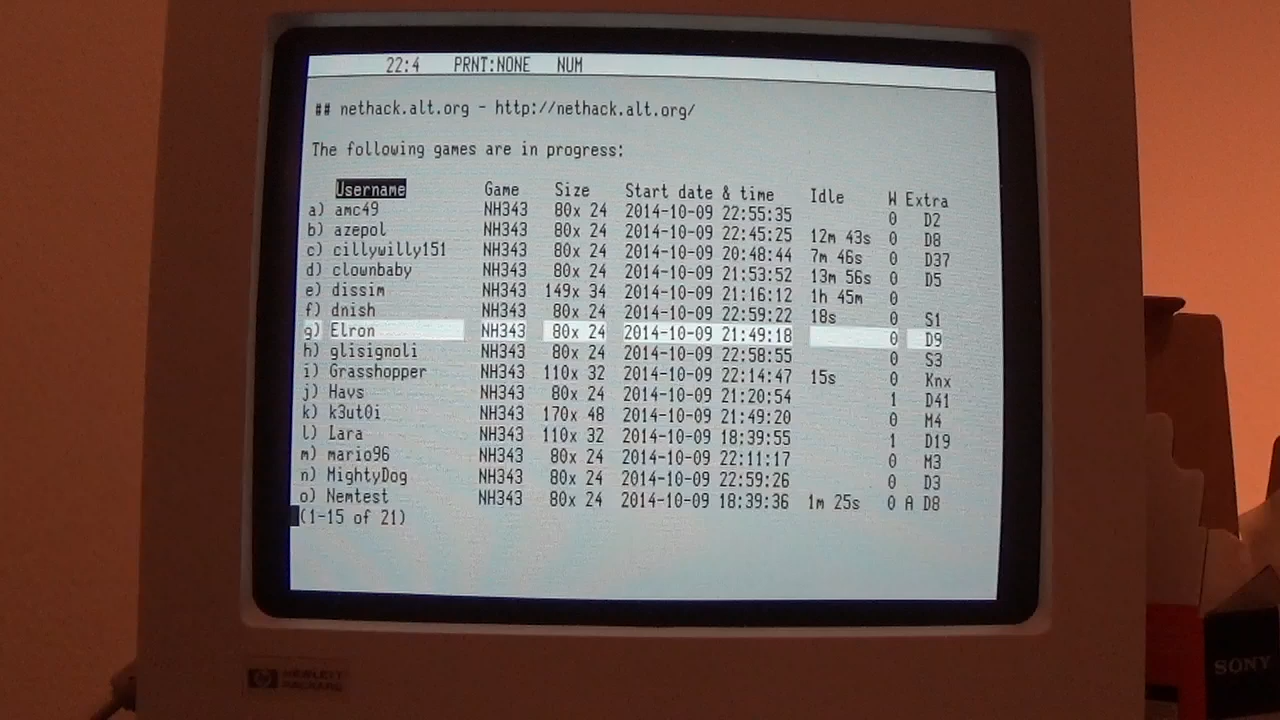 22:4 PRNT:NONE NUM
## nethack.alt.org - http://nethack.alt.org/
The following games are in progress:
Username Game Size Start date & time Idle W Extra
a) amc49 NH343 80x 24 2014-10-09 22:55:35 0 D2
b) azepol NH343 80x 24 2014-10-09 22:45:25 12m 43s 0 D8
c) cillywilly151 NH343 80x 24 2014-10-09 20:48:44 7m 46s 0 D37
d) clownbaby NH343 80x 24 2014-10-09 21:53:52 13m 56s 0 D5
e) dissim NH343 149x 34 2014-10-09 21:16:12 1h 45m 0
f) dnish NH343 80x 24 2014-10-09 22:59:22 18s 0 S1
g) Elron NH343 80x 24 2014-10-09 21:49:18 0 D9
h) glisignoli NH343 80x 24 2014-10-09 22:58:55 0 S3
i) Grasshopper NH343 110x 32 2014-10-09 22:14:47 15s 0 Knx
j) Havs NH343 80x 24 2014-10-09 21:20:54 1 D41
k) k3ut0i NH343 170x 48 2014-10-09 21:49:20 0 M4
l) Lara NH343 110x 32 2014-10-09 18:39:55 1 D19
m) mario96 NH343 80x 24 2014-10-09 22:11:17 0 M3
n) MightyDog NH343 80x 24 2014-10-09 22:59:26 0 D3
o) Nemtest NH343 80x 24 2014-10-09 18:39:36 1m 25s 0 A D8
(1-15 of 21)
hp HEWLETT
PACKARD
SONY